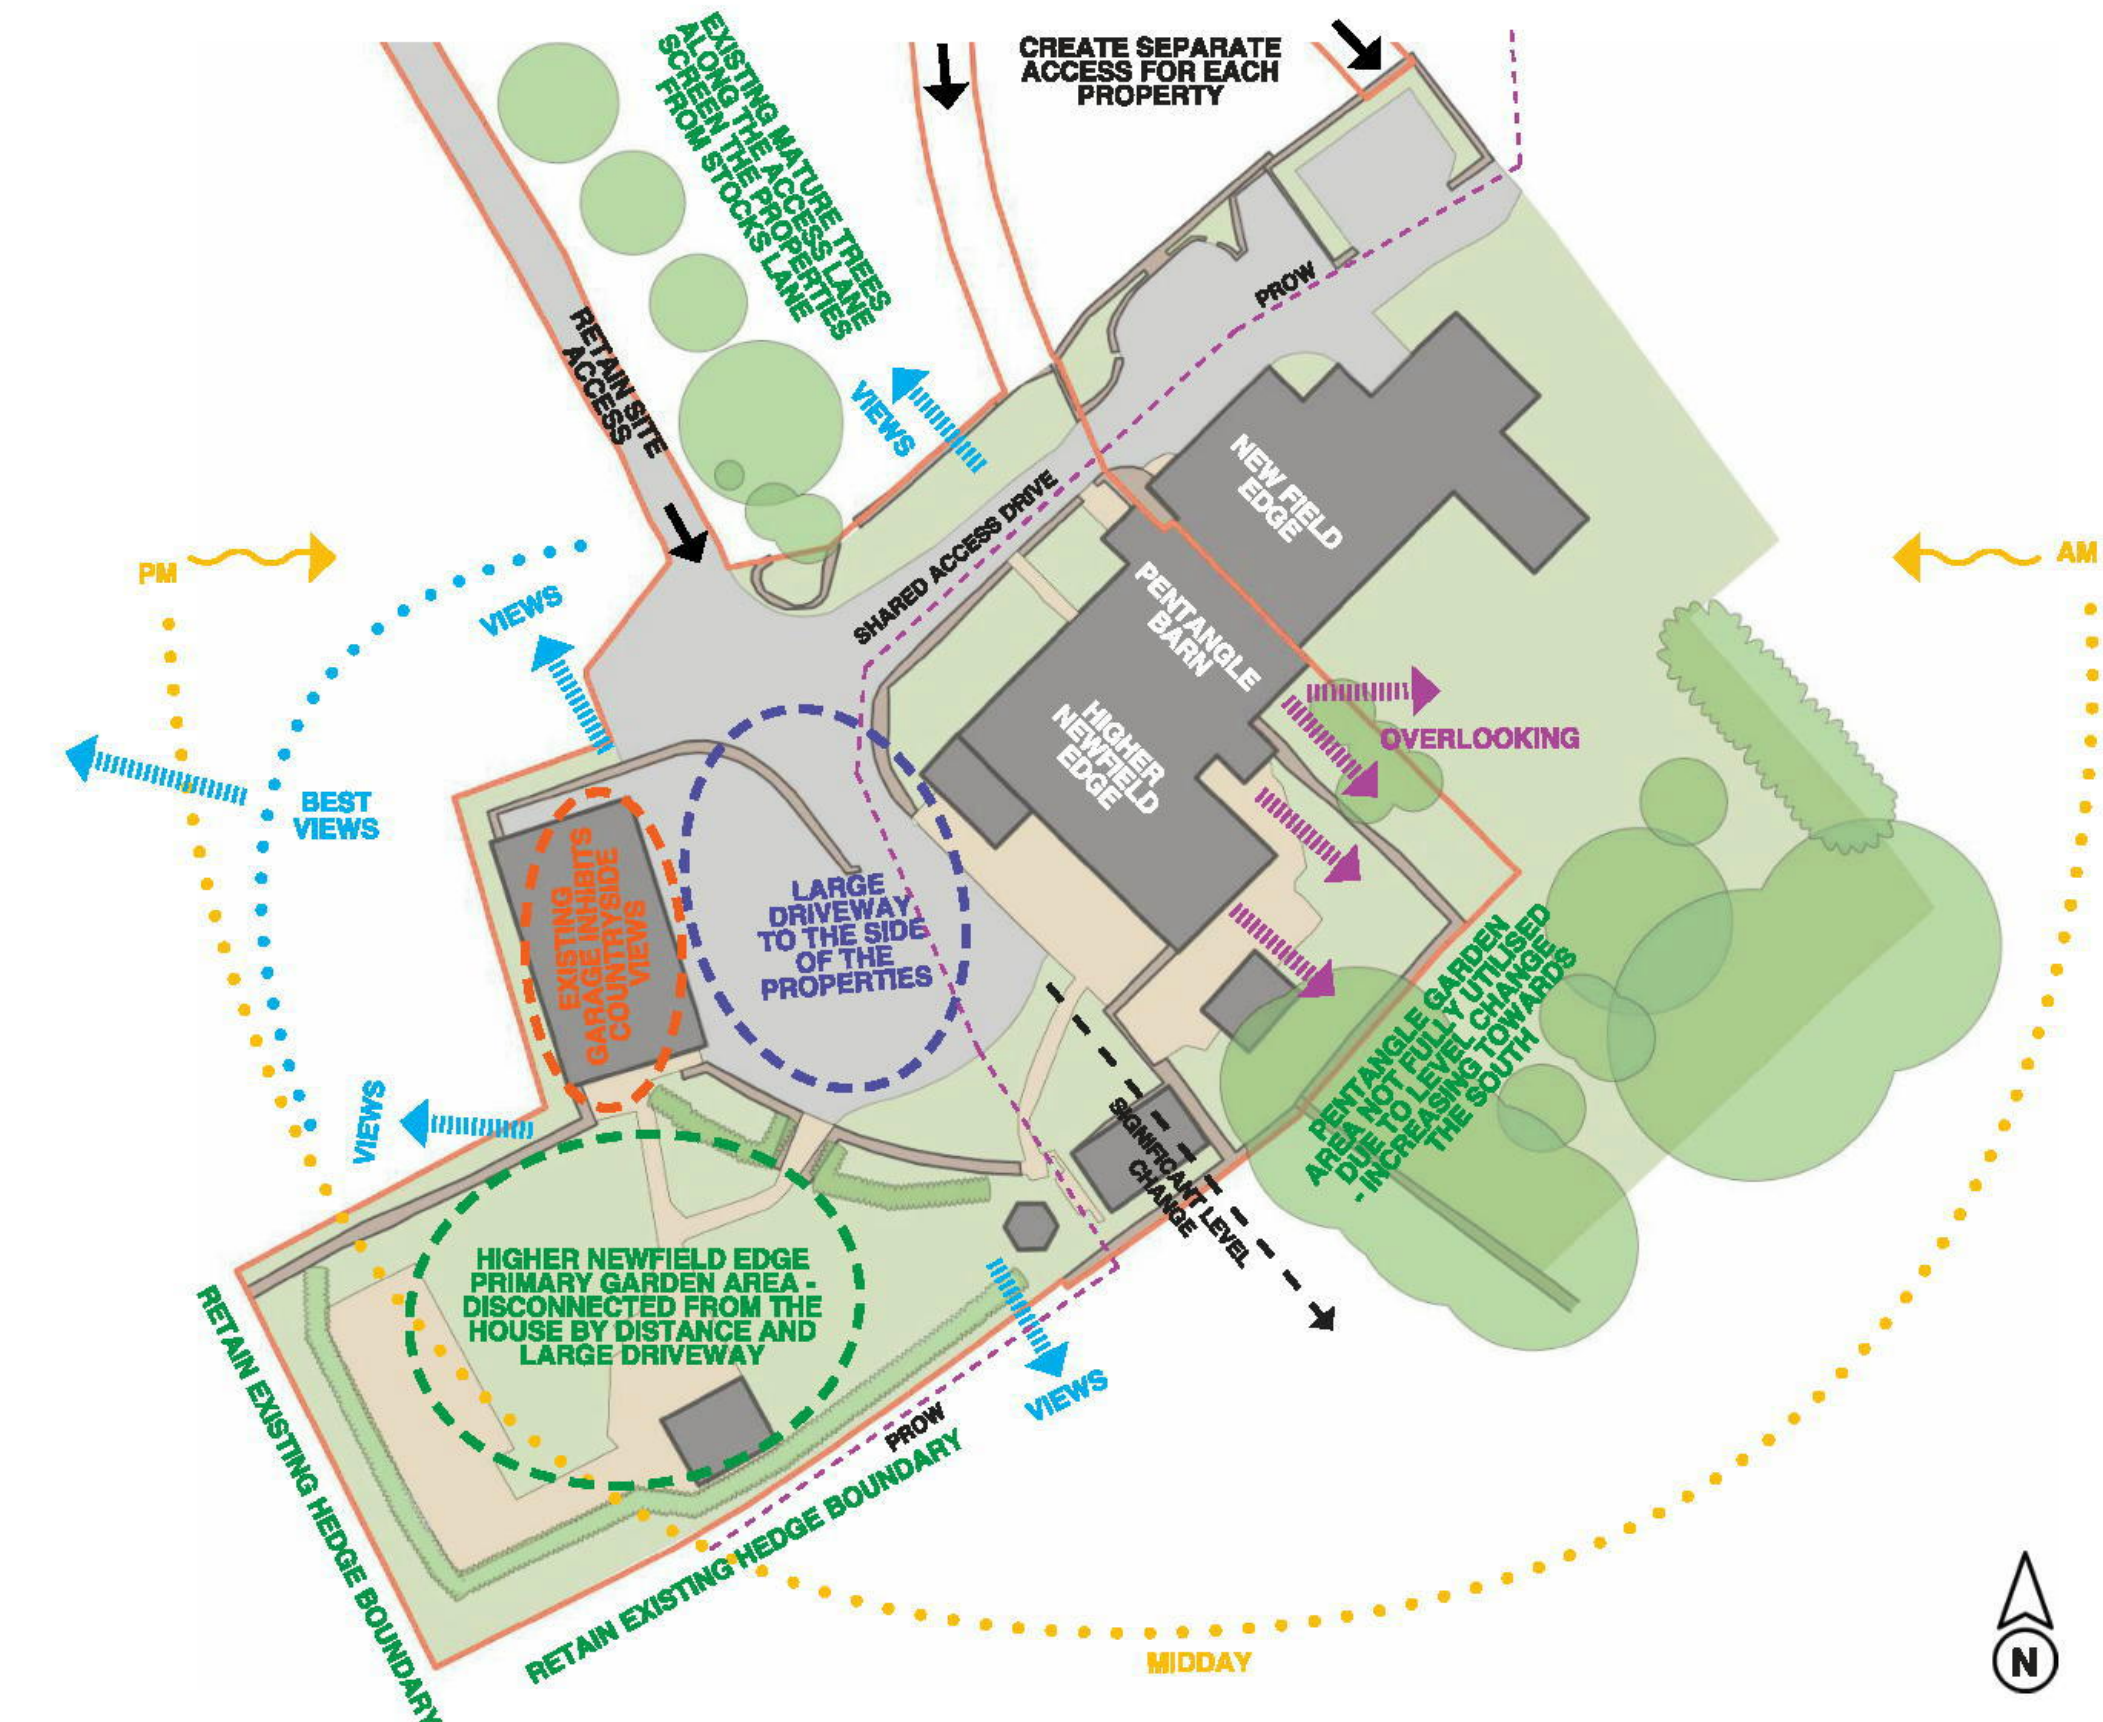 EXISTING MATURE TREES
ALONG THE ACCESS LANE
SCREEN THE PROPERTIES
FROM STOCKS LANE
CREATE SEPARATE
ACCESS FOR EACH
PROPERTY
RETAIN SITE
ACCESS
VIEWS
PROW
SHARED ACCESS DRIVE
NEW FIELD
EDGE
PENTANGLE
BARN
HIGHER
NEWFIELD
EDGE
PM
AM
VIEWS
OVERLOOKING
BEST
VIEWS
EXISTING
GARAGE INHIBITS
COUNTRYSIDE
VIEWS
LARGE
DRIVEWAY
TO THE SIDE
OF THE
PROPERTIES
PENTANGLE GARDEN
AREA NOT FULLY UTILISED
DUE TO LEVEL CHANGE
- INCREASING TOWARDS
THE SOUTH
VIEWS
SIGNIFICANT LEVEL
CHANGE
HIGHER NEWFIELD EDGE
PRIMARY GARDEN AREA -
DISCONNECTED FROM THE
HOUSE BY DISTANCE AND
LARGE DRIVEWAY
VIEWS
PROW
RETAIN EXISTING HEDGE BOUNDARY
RETAIN EXISTING HEDGE BOUNDARY
MIDDAY
N